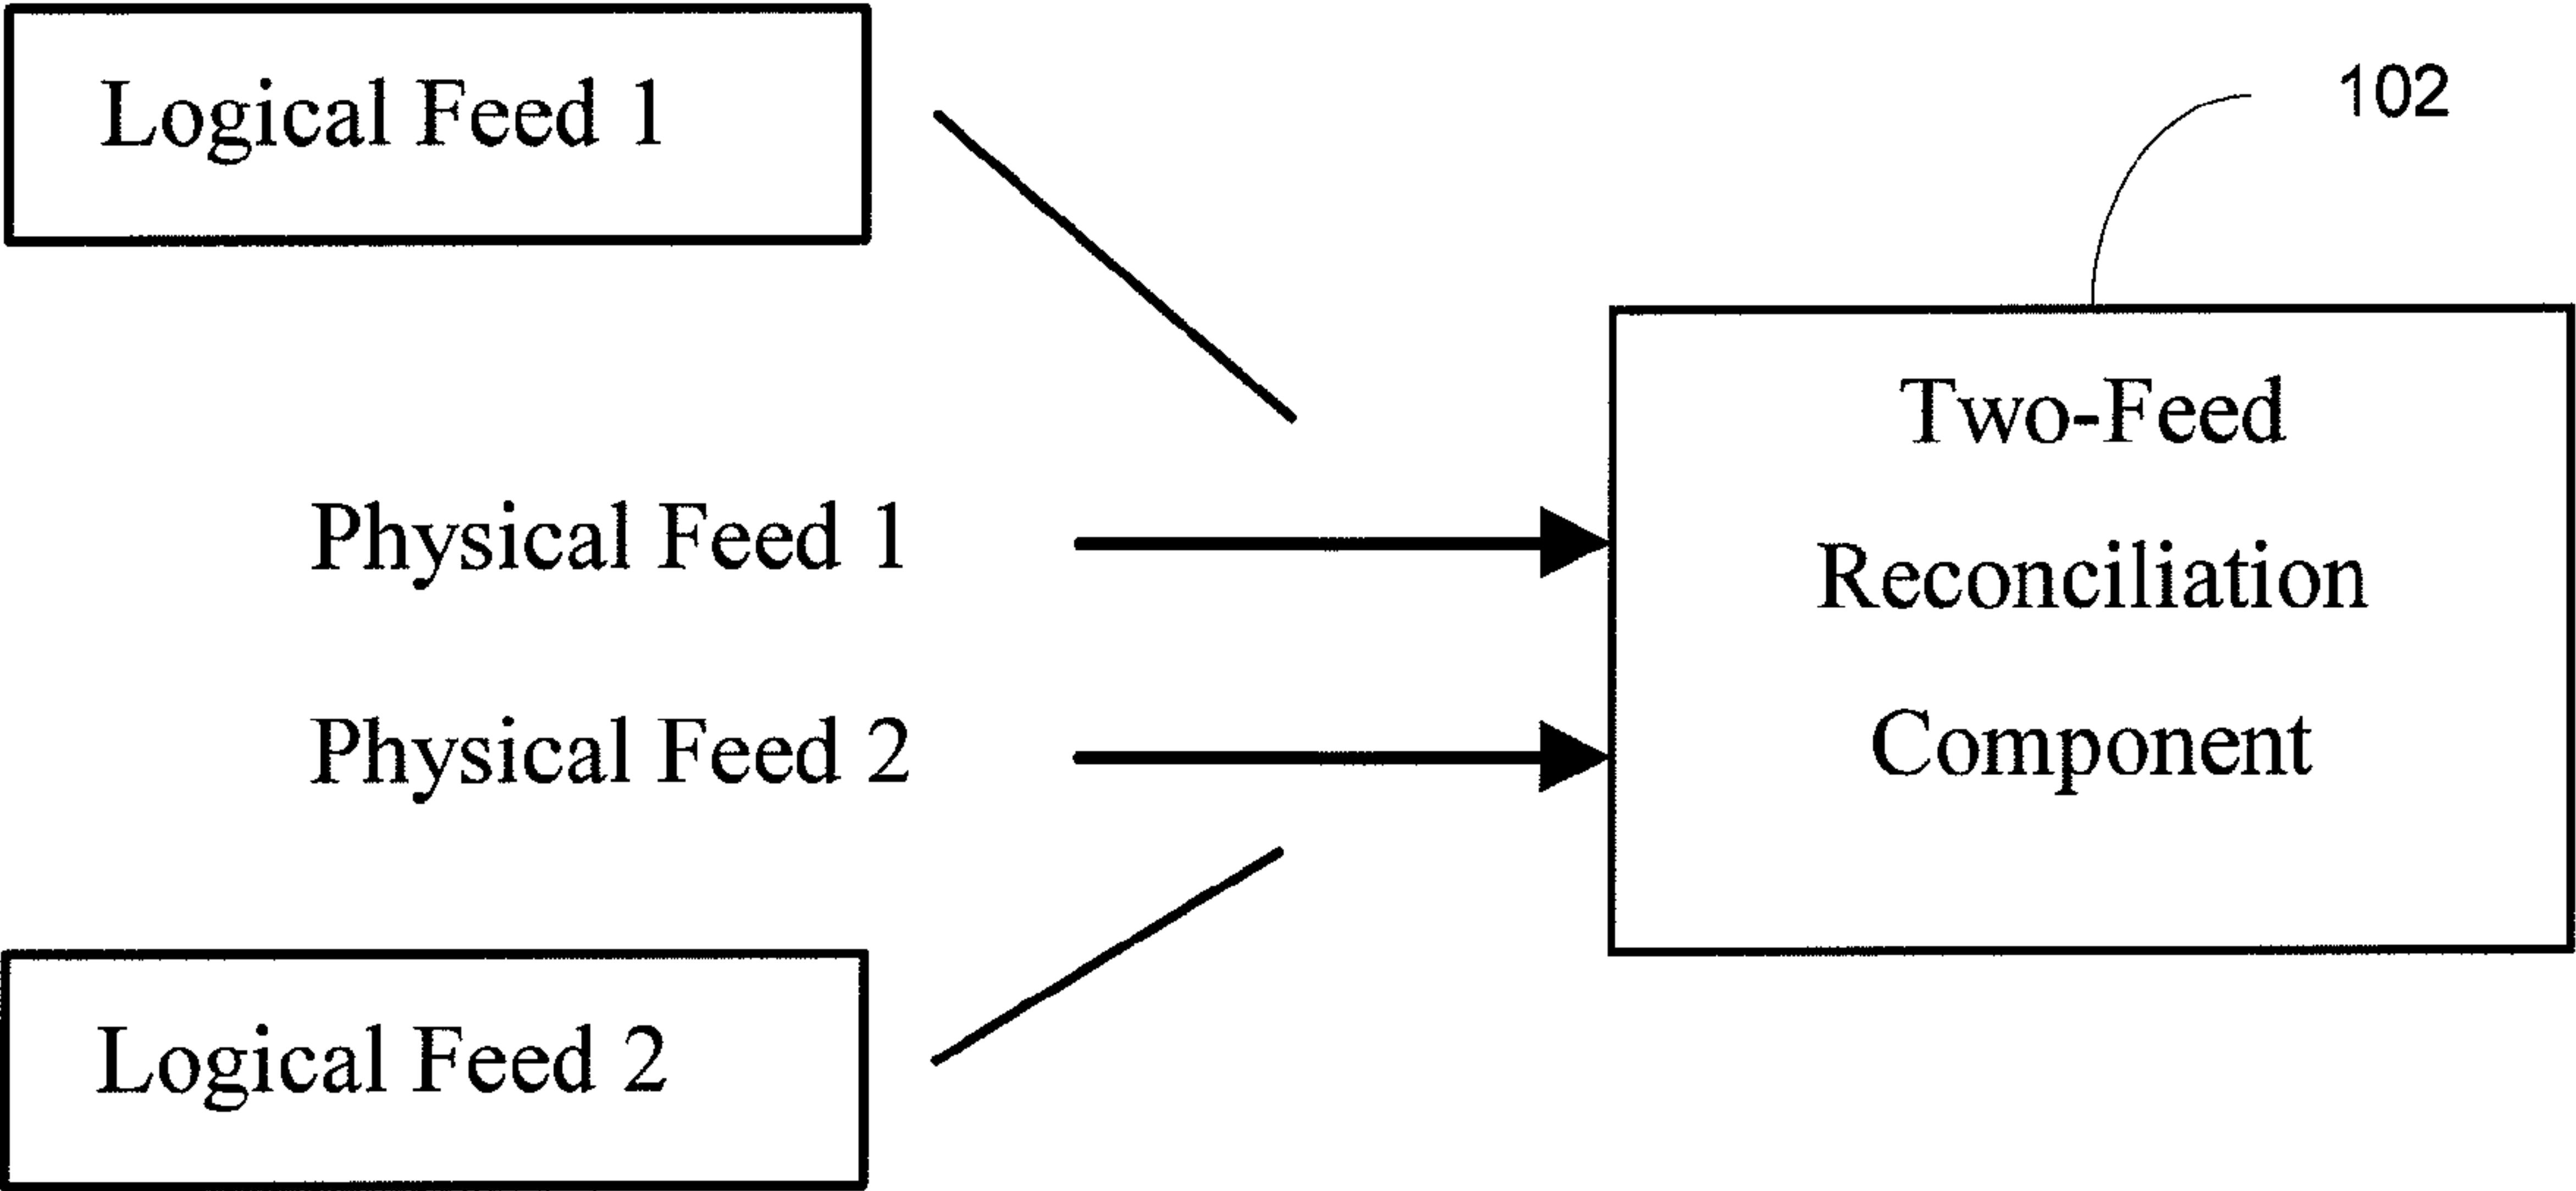 Logical Feed 1
102
Two-Feed
Reconciliation
Component
Physical Feed 1
Physical Feed 2
Logical Feed 2